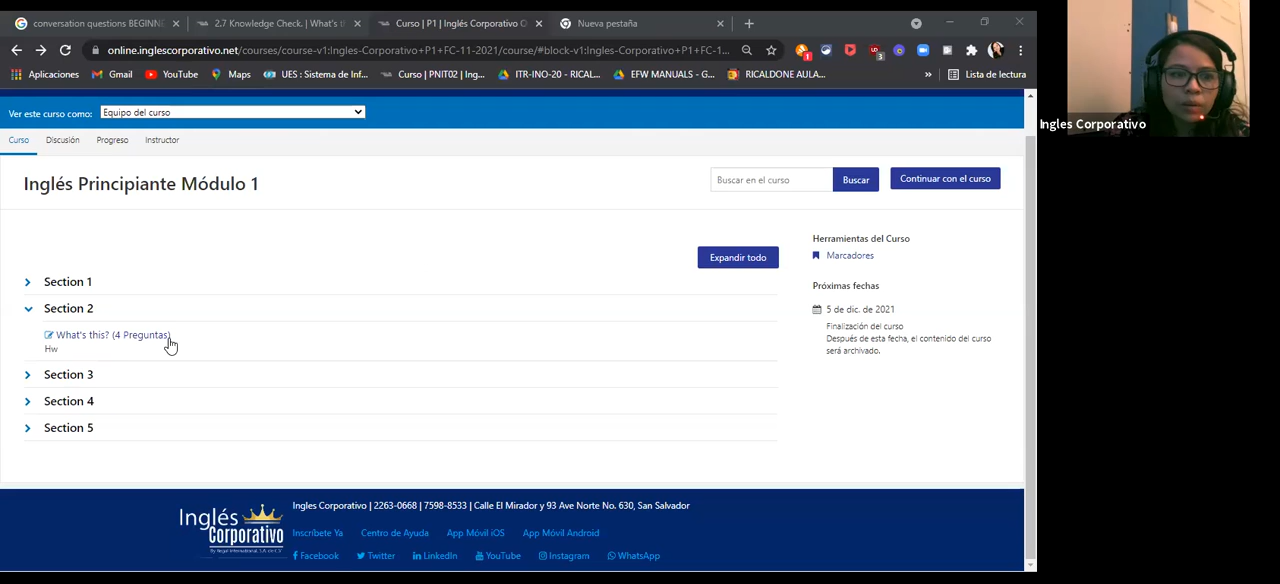 conversation questions BEGINNE
2.7 Knowledge Check. | What's th
Curso | P1 | Inglés Corporativo O
Nueva pestaña
online.inglescorporativo.net/courses/course-v1:Ingles-Corporativo+P1+FC-11-2021/course/#block-v1:Ingles-Corporativo+P1+FC-1...
Aplicaciones
Gmail
YouTube
Maps
UES : Sistema de Inf...
Curso | PNIT02 | Ing...
ITR-INO-20 - RICAL...
EFW MANUALS - G...
RICALDONE AULA...
Lista de lectura
Ingles Corporativo
Ver este curso como:
Equipo del curso
Curso
Discusión
Progreso
Instructor
Inglés Principiante Módulo 1
Buscar en el curso
Buscar
Continuar con el curso
Expandir todo
Section 1
Section 2
What's this? (4 Preguntas)
Hw
Section 3
Section 4
Section 5
Herramientas del Curso
Marcadores
Próximas fechas
5 de dic. de 2021
Finalización del curso
Después de esta fecha, el contenido del curso
será archivado.
Inglés
Corporativo
Ingles Corporativo | 2263-0668 | 7598-8533 | Calle El Mirador y 93 Ave Norte No. 630, San Salvador
Inscríbete Ya
Centro de Ayuda
App Móvil iOS
App Móvil Android
Facebook
Twitter
LinkedIn
YouTube
Instagram
WhatsApp